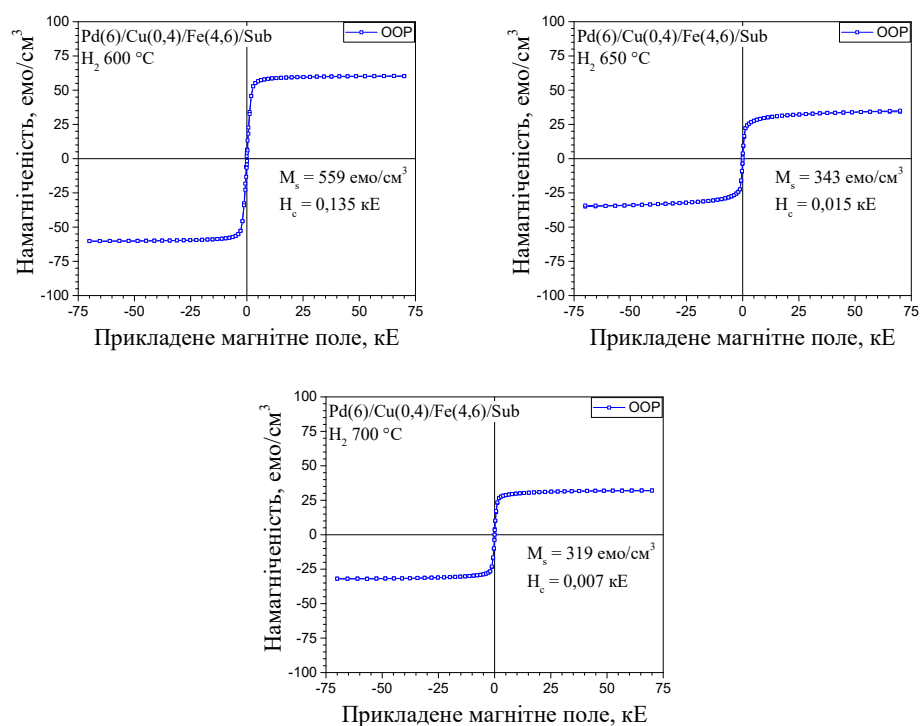 Pd(6)/Cu(0,4)/Fe(4,6)/Sub
H₂ 600 °C
OOP
Намагніченість, емо/см³
100
75
50
25
0
-25
-50
-75
-100
M_s = 559 емо/см³
H_c = 0,135 кЕ
-75 -50 -25 0 25 50 75
Прикладене магнітне поле, кЕ
Pd(6)/Cu(0,4)/Fe(4,6)/Sub
H₂ 650 °C
OOP
Намагніченість, емо/см³
100
75
50
25
0
-25
-50
-75
-100
M_s = 343 емо/см³
H_c = 0,015 кЕ
-75 -50 -25 0 25 50 75
Прикладене магнітне поле, кЕ
Pd(6)/Cu(0,4)/Fe(4,6)/Sub
H₂ 700 °C
OOP
Намагніченість, емо/см³
100
75
50
25
0
-25
-50
-75
-100
M_s = 319 емо/см³
H_c = 0,007 кЕ
-75 -50 -25 0 25 50 75
Прикладене магнітне поле, кЕ